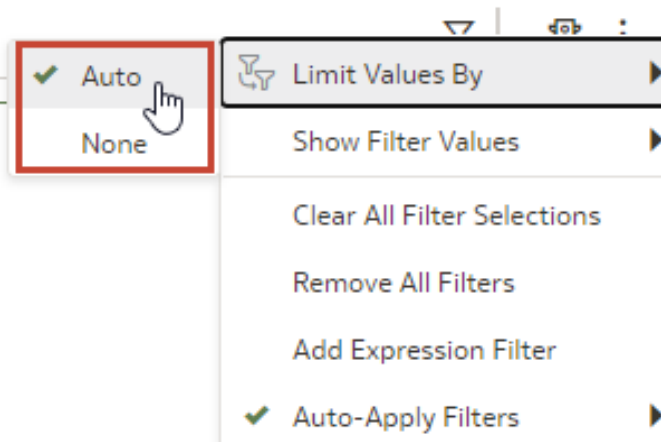 Auto
None
Limit Values By
Show Filter Values
Clear All Filter Selections
Remove All Filters
Add Expression Filter
Auto-Apply Filters